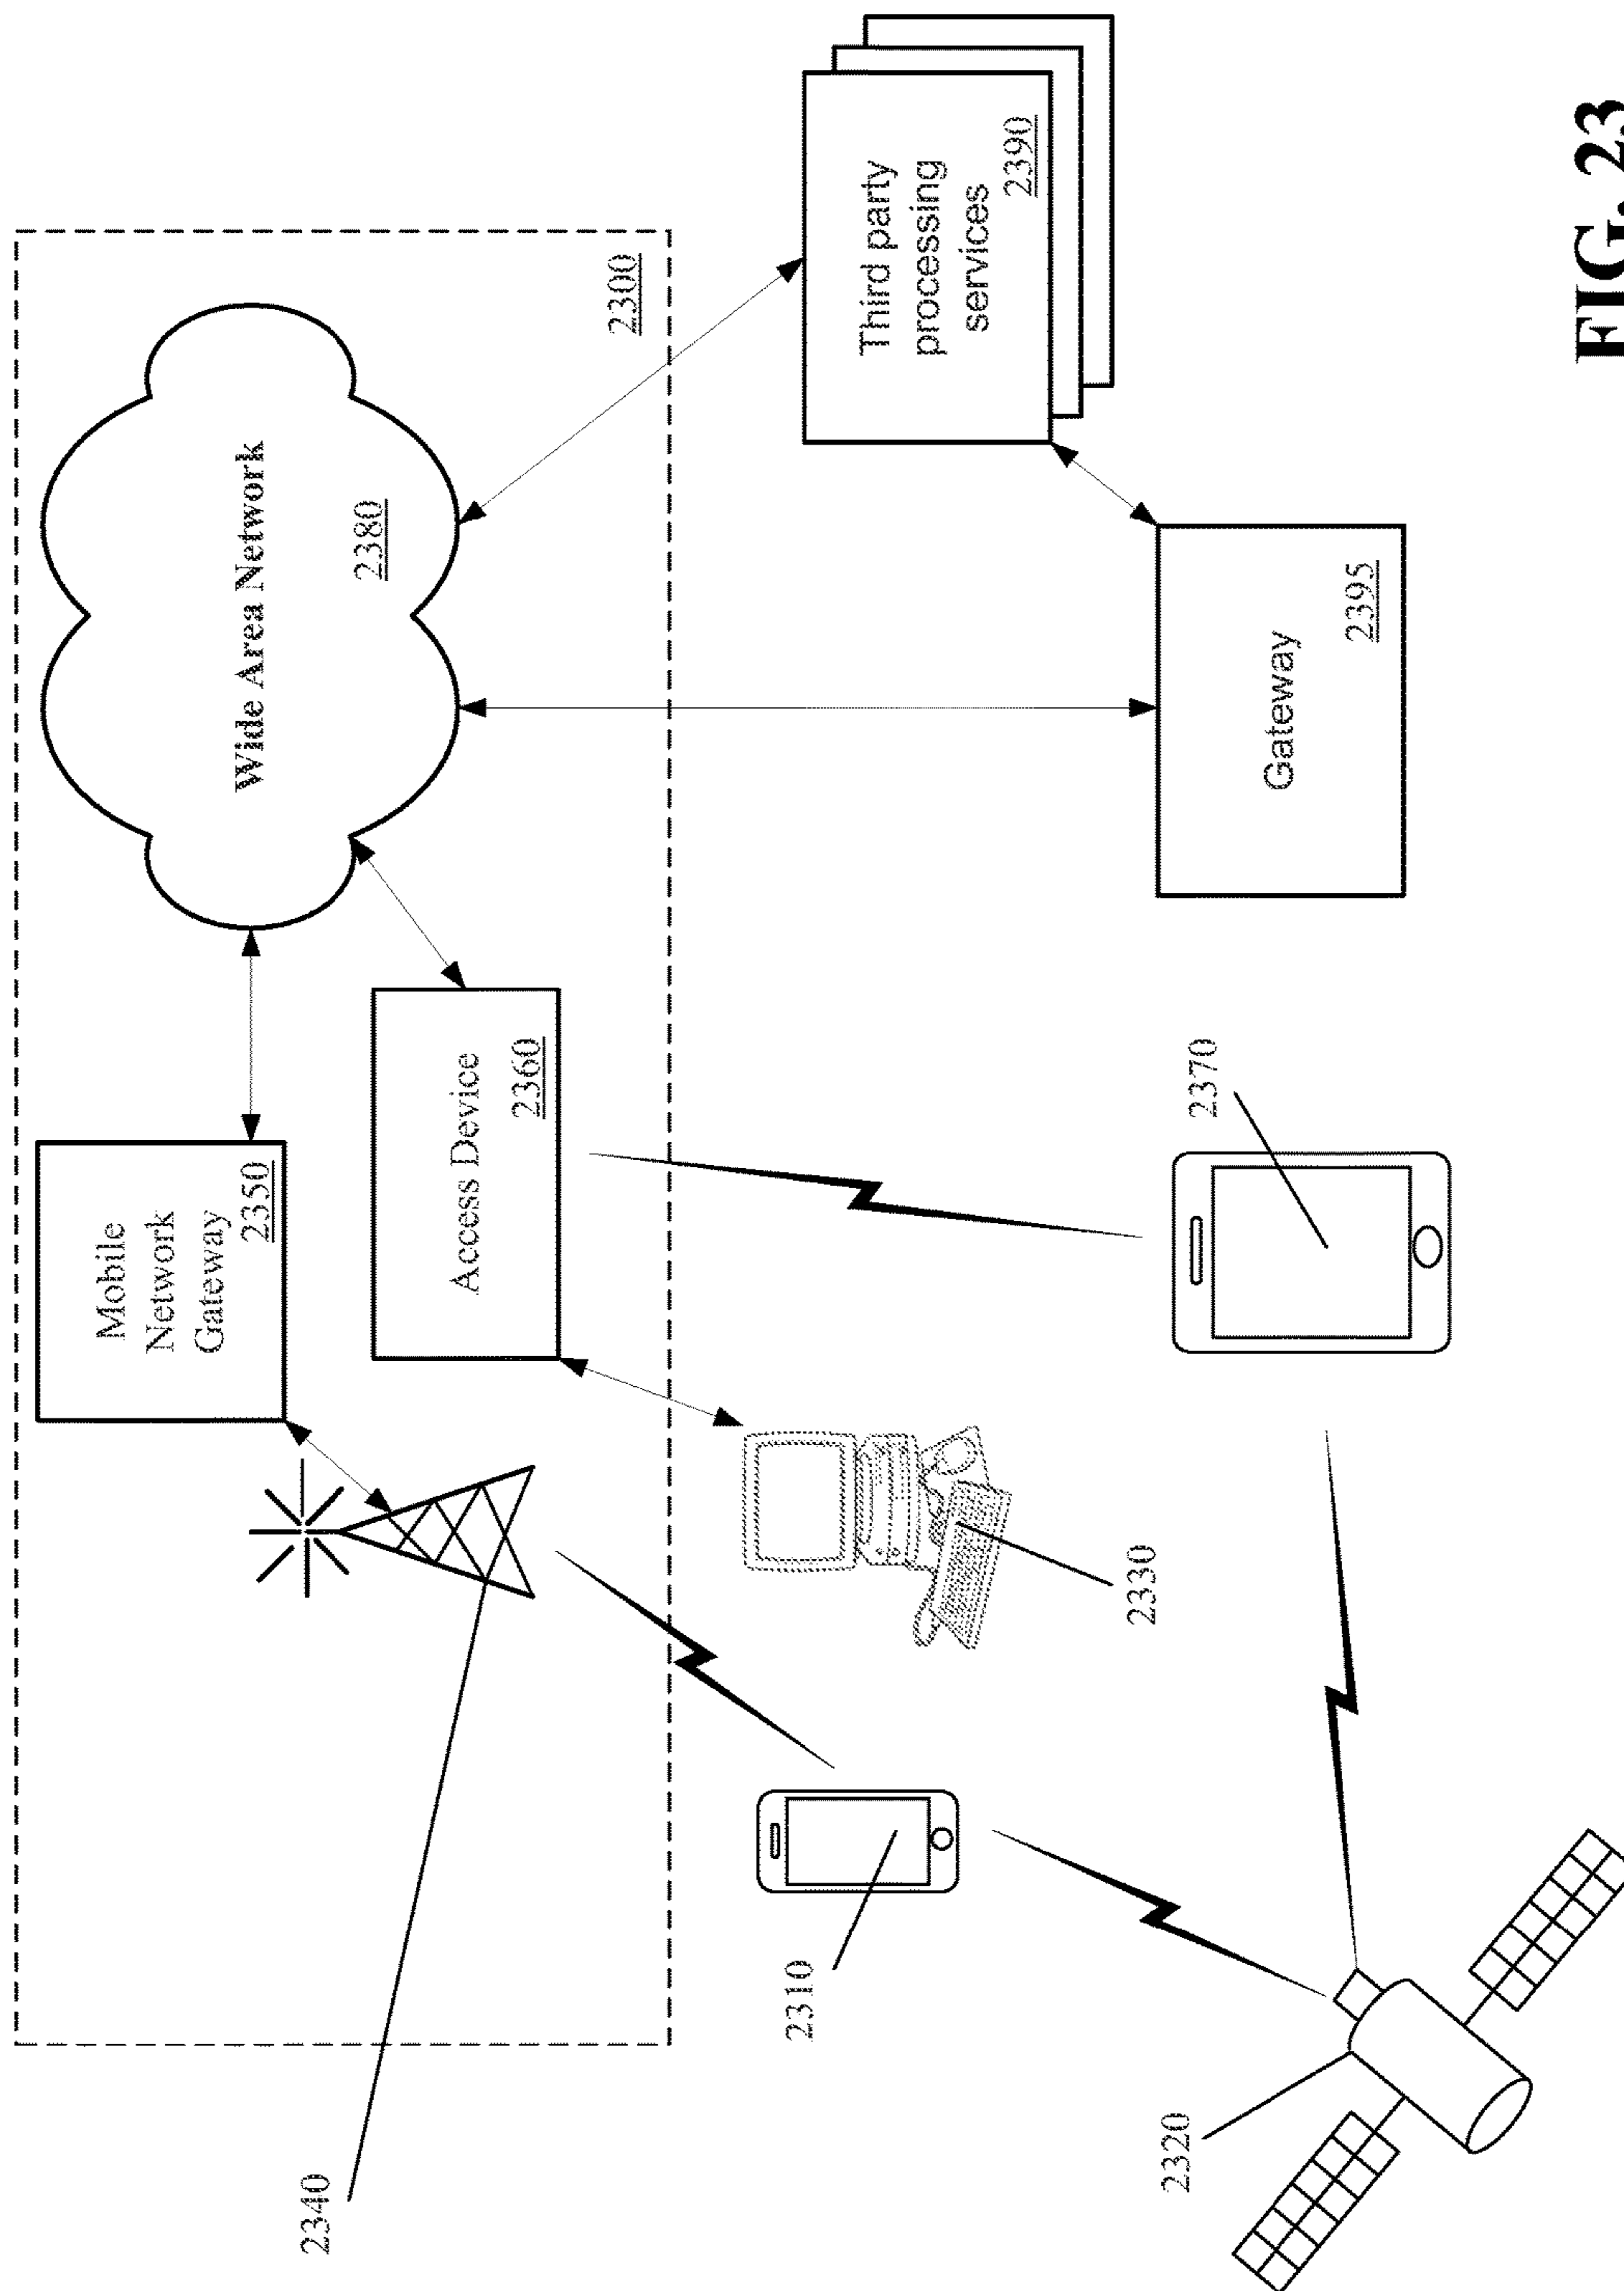 2340
Mobile
Network
Gateway
2350
Wide Area Network
2380
Access Device
2360
2300
2310
2330
Third party
processing
services
2390
2320
2370
Gateway
2395
FIG. 23